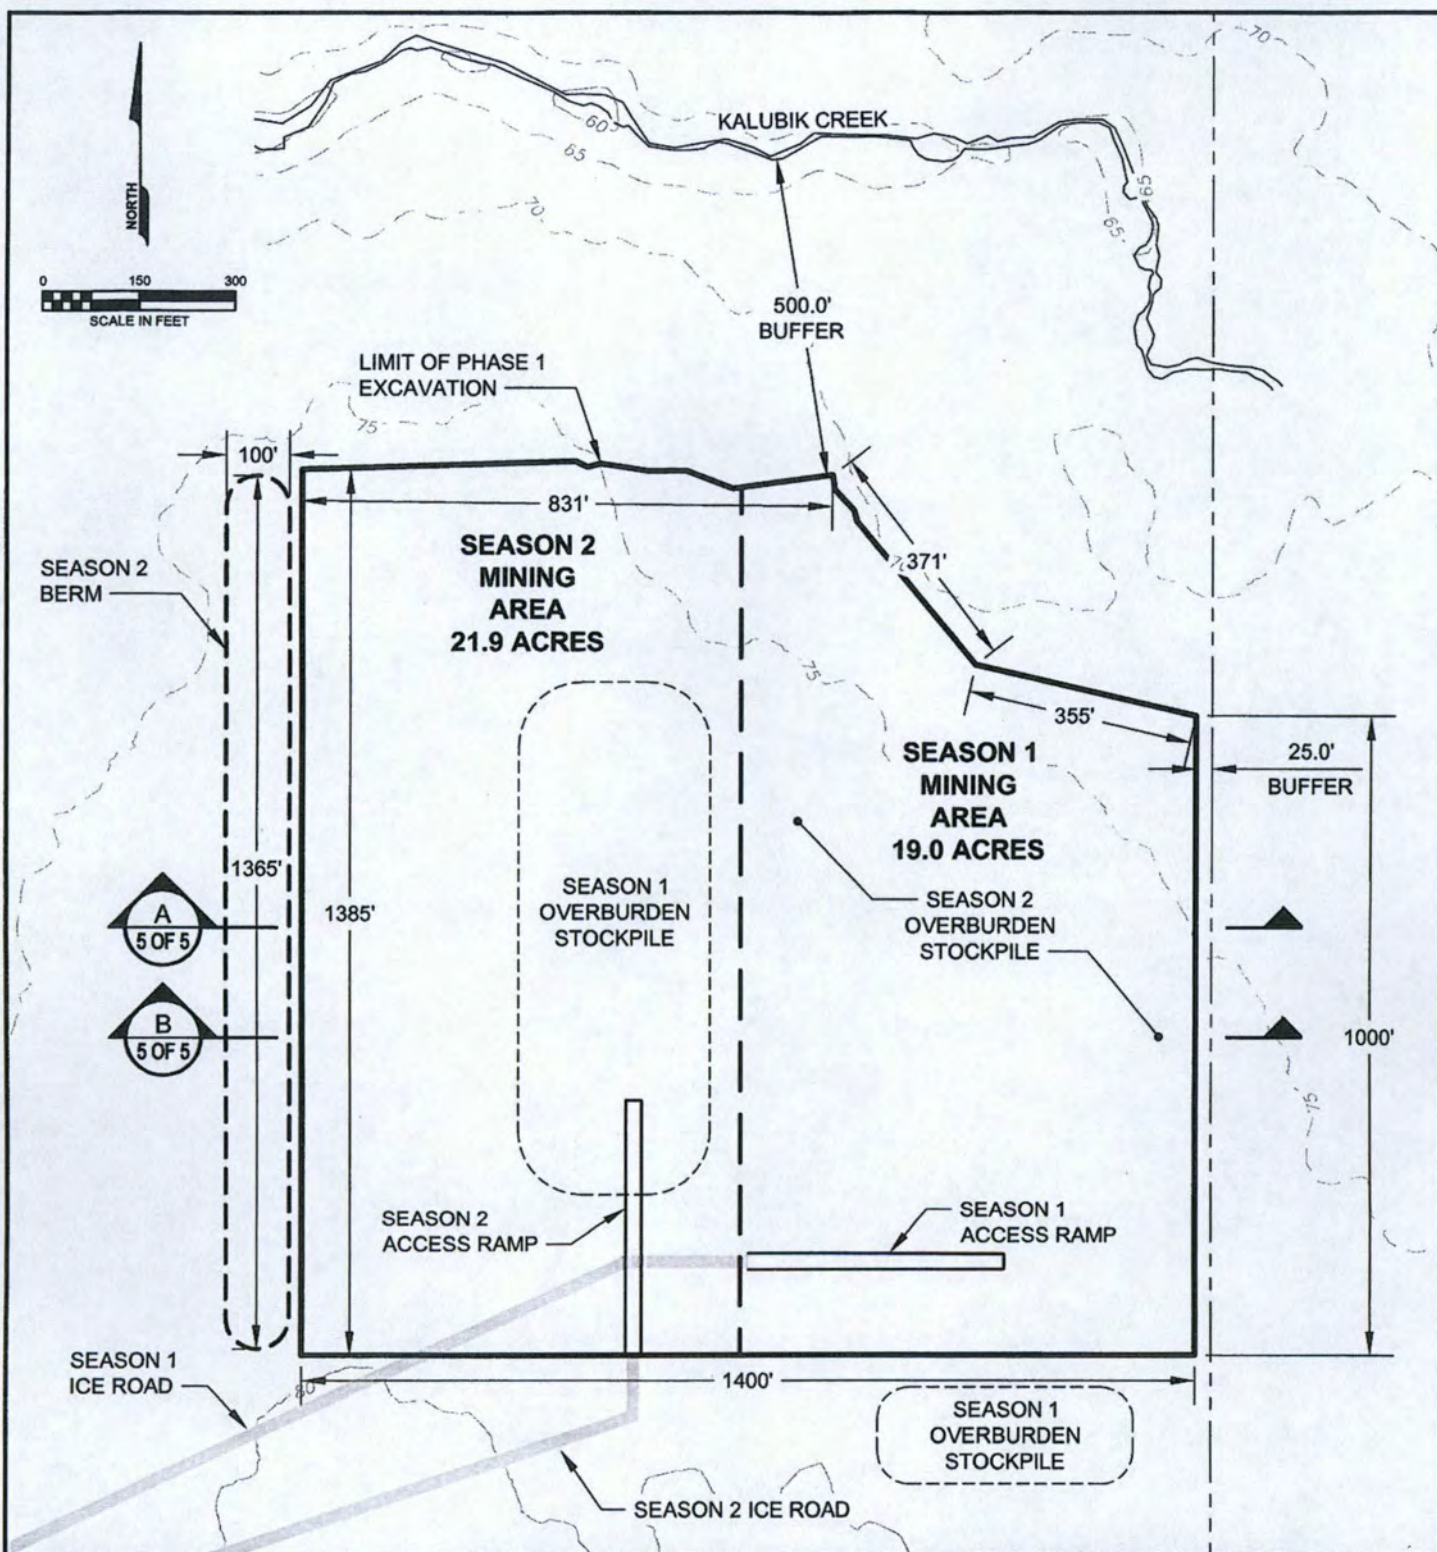 70
KALUBIK CREEK
60
65
65
65
70
NORTH
0 150 300
SCALE IN FEET
500.0'
BUFFER
LIMIT OF PHASE 1
EXCAVATION
75
100'
831'
SEASON 2
MINING
AREA
21.9 ACRES
371'
70
SEASON 2
BERM
75
355'
SEASON 1
MINING
AREA
19.0 ACRES
25.0'
BUFFER
1365'
1385'
SEASON 1
OVERBURDEN
STOCKPILE
SEASON 2
OVERBURDEN
STOCKPILE
A
5 OF 5
B
5 OF 5
1000'
75
SEASON 2
ACCESS RAMP
SEASON 1
ACCESS RAMP
SEASON 1
ICE ROAD
80
1400'
SEASON 1
OVERBURDEN
STOCKPILE
SEASON 2 ICE ROAD